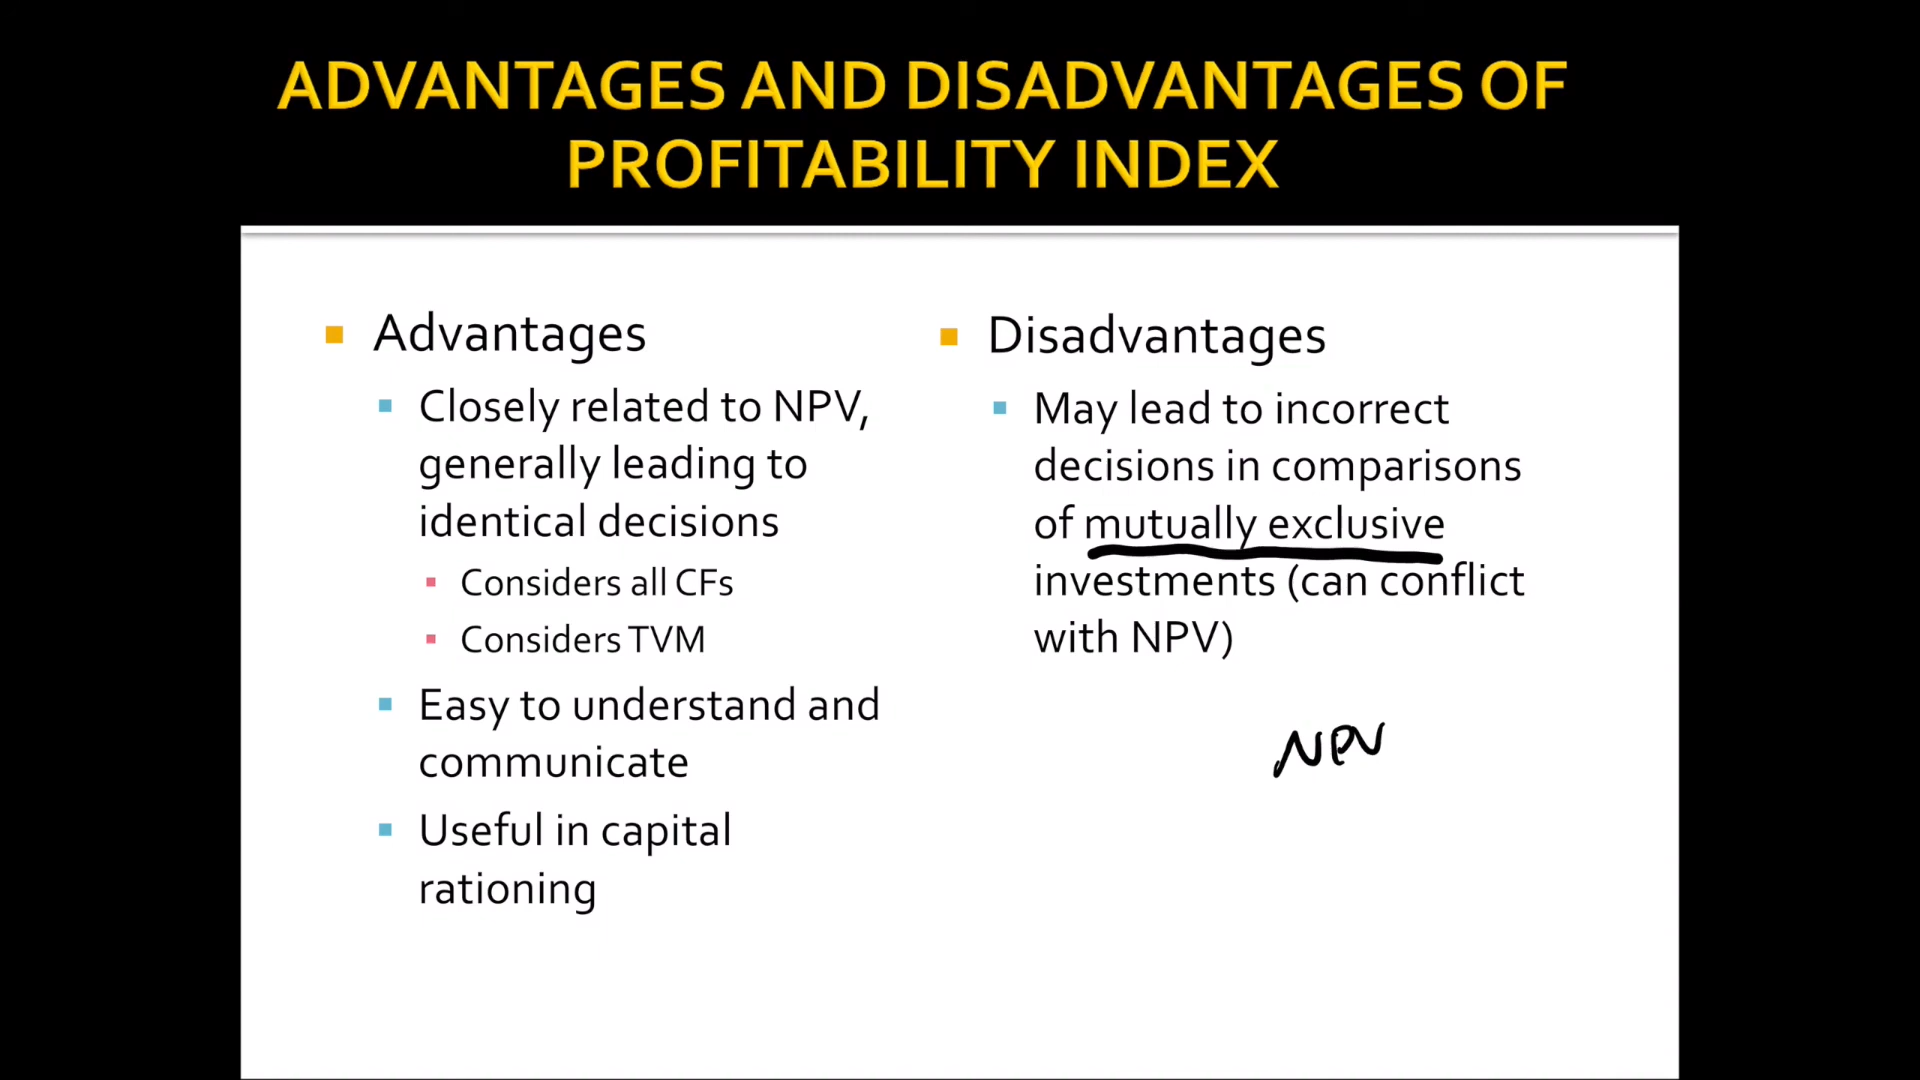 ADVANTAGES AND DISADVANTAGES OF
PROFITABILITY INDEX
Advantages
Closely related to NPV,
generally leading to
identical decisions
Considers all CFs
Considers TVM
Easy to understand and
communicate
Useful in capital
rationing
Disadvantages
May lead to incorrect
decisions in comparisons
of mutually exclusive
investments (can conflict
with NPV)
NPV